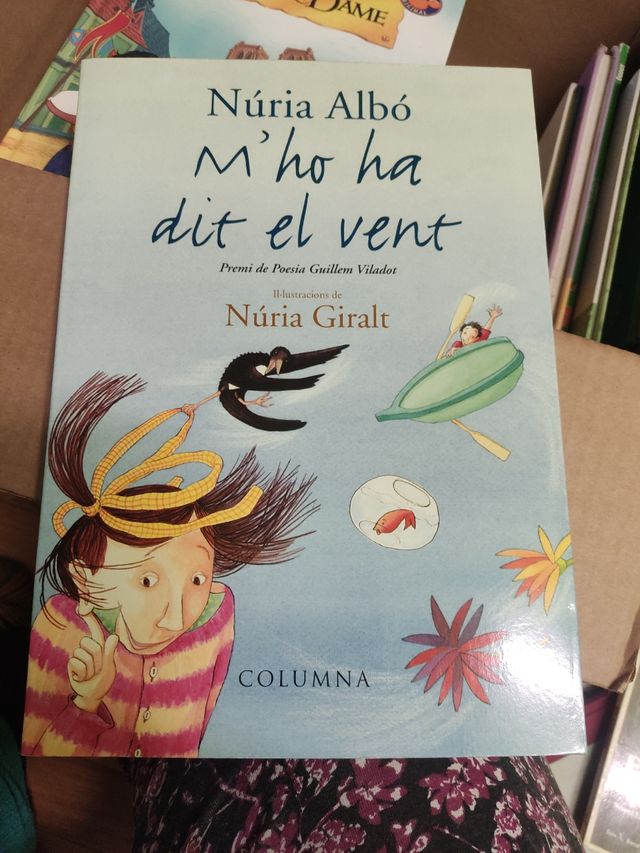 DAME
Núria Albó
M'ho ha
dit el vent
Premi de Poesia Guillem Viladot
Il·lustracions de
Núria Giralt
COLUMNA